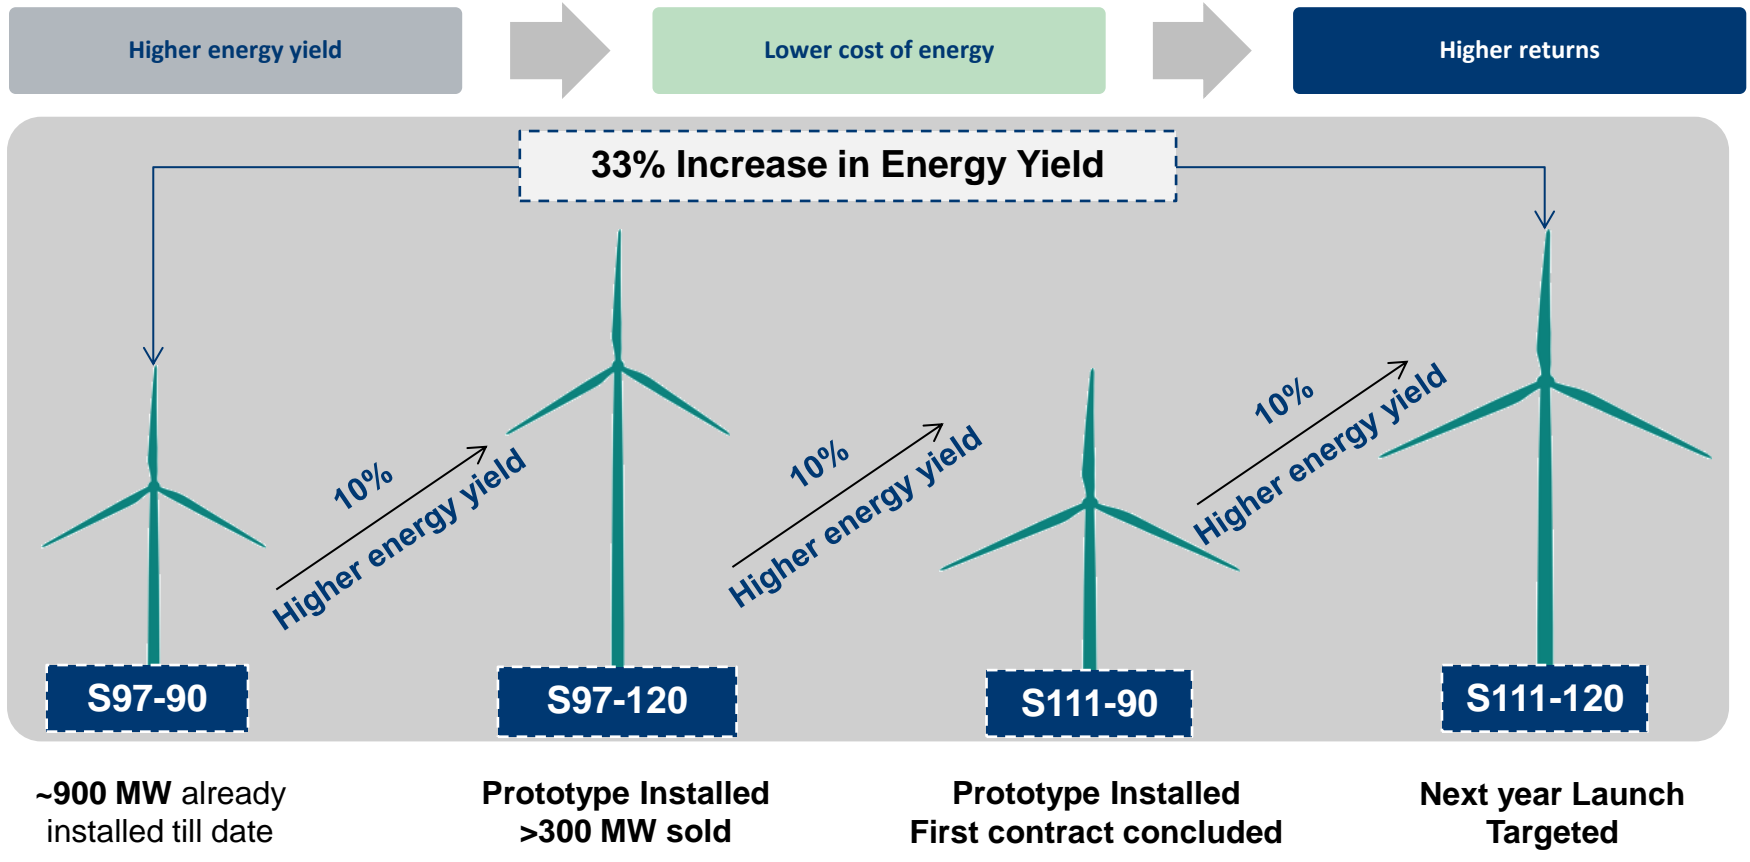 Higher energy yield
Lower cost of energy
Higher returns
33% Increase in Energy Yield
10%
Higher energy yield
10%
Higher energy yield
10%
Higher energy yield
S97-90
S97-120
S111-90
S111-120
~900 MW already
installed till date
Prototype Installed
>300 MW sold
Prototype Installed
First contract concluded
Next year Launch
Targeted